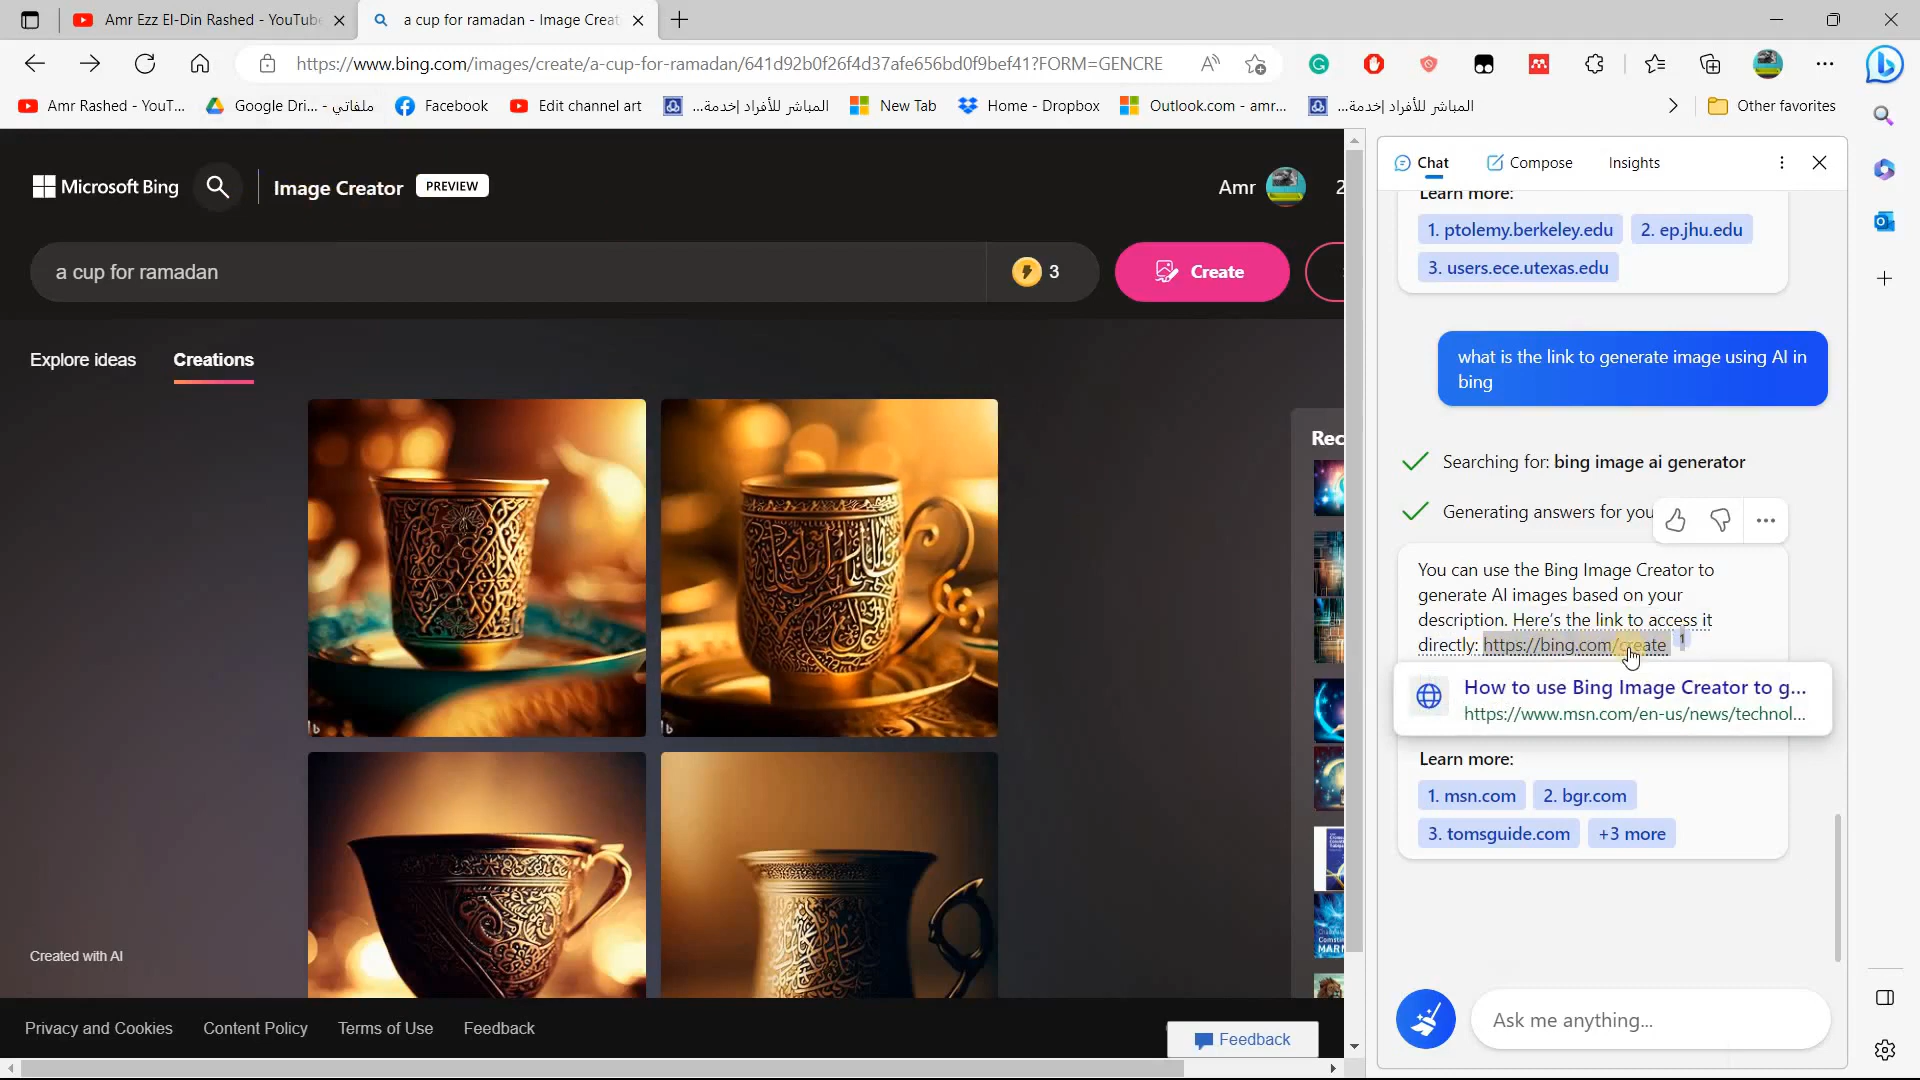 Amr Ezz El-Din Rashed - YouTub
a cup for ramadan - Image Creat
https://www.bing.com/images/create/a-cup-for-ramadan/641d92b0f26f4d37afe656bd0f9bef41?FORM=GENCRE
Amr Rashed - YouT...
Google Dri... - ملفاتي
Facebook
Edit channel art
المباشر للأفراد |خدمة...
New Tab
Home - Dropbox
Outlook.com - amr...
المباشر للأفراد |خدمة...
Other favorites
Microsoft Bing
Image Creator
PREVIEW
Amr
2
a cup for ramadan
3
Create
Explore ideas
Creations
Rec
Created with AI
Privacy and Cookies
Content Policy
Terms of Use
Feedback
Feedback
Chat
Compose
Insights
Learn more:
1. ptolemy.berkeley.edu
2. ep.jhu.edu
3. users.ece.utexas.edu
what is the link to generate image using AI in
bing
Searching for: bing image ai generator
Generating answers for you
You can use the Bing Image Creator to
generate AI images based on your
description. Here's the link to access it
directly: https://bing.com/create 1
How to use Bing Image Creator to g...
https://www.msn.com/en-us/news/technol...
Learn more:
1. msn.com
2. bgr.com
3. tomsguide.com
+3 more
Ask me anything...